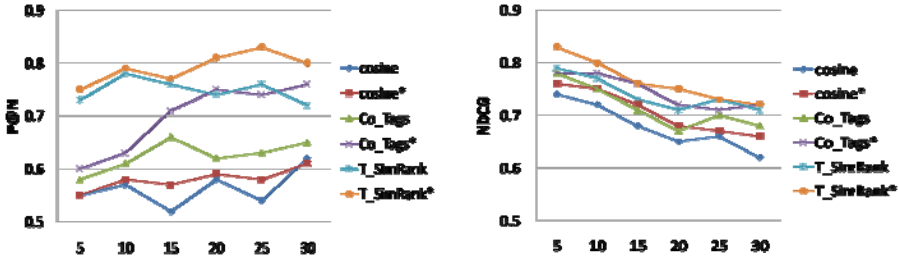 0.9
0.8
0.7
0.6
0.5
P@N
5 10 15 20 25 30
cosine
cosine*
Co_Tags
Co_Tags*
T_SimRank
T_SimRank*
0.9
0.8
0.7
0.6
0.5
NDCG
5 10 15 20 25 30
cosine
cosine*
Co_Tags
Co_Tags*
T_SimRank
T_SimRank*